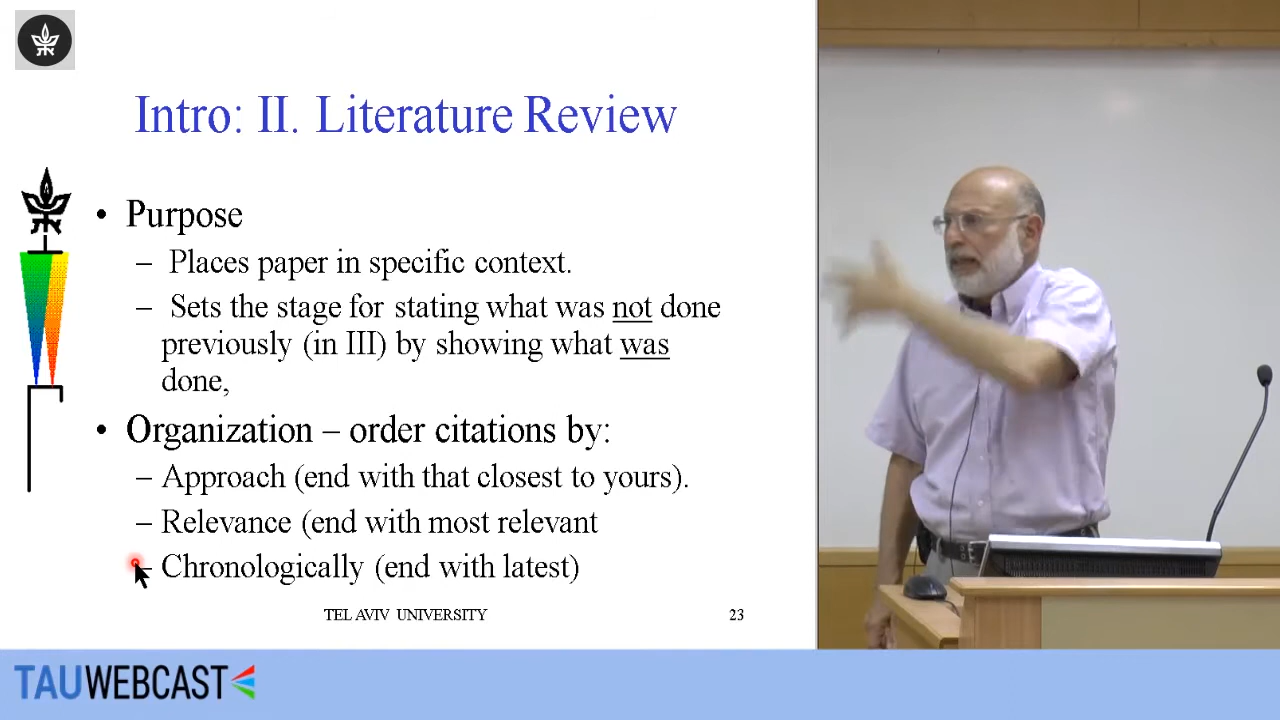 Intro: II. Literature Review
• Purpose
– Places paper in specific context.
– Sets the stage for stating what was not done
previously (in III) by showing what was
done,
• Organization – order citations by:
– Approach (end with that closest to yours).
– Relevance (end with most relevant
– Chronologically (end with latest)
TEL AVIV UNIVERSITY
23
TAUWEBCAST